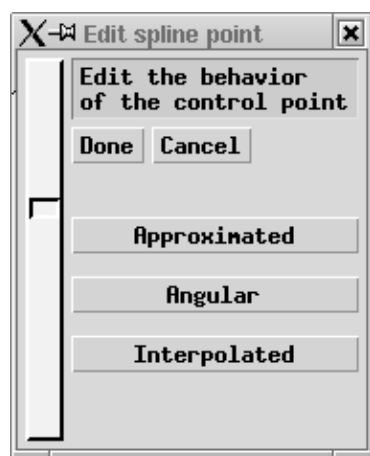 Edit spline point
Edit the behavior
of the control point
Done Cancel
Approximated
Angular
Interpolated